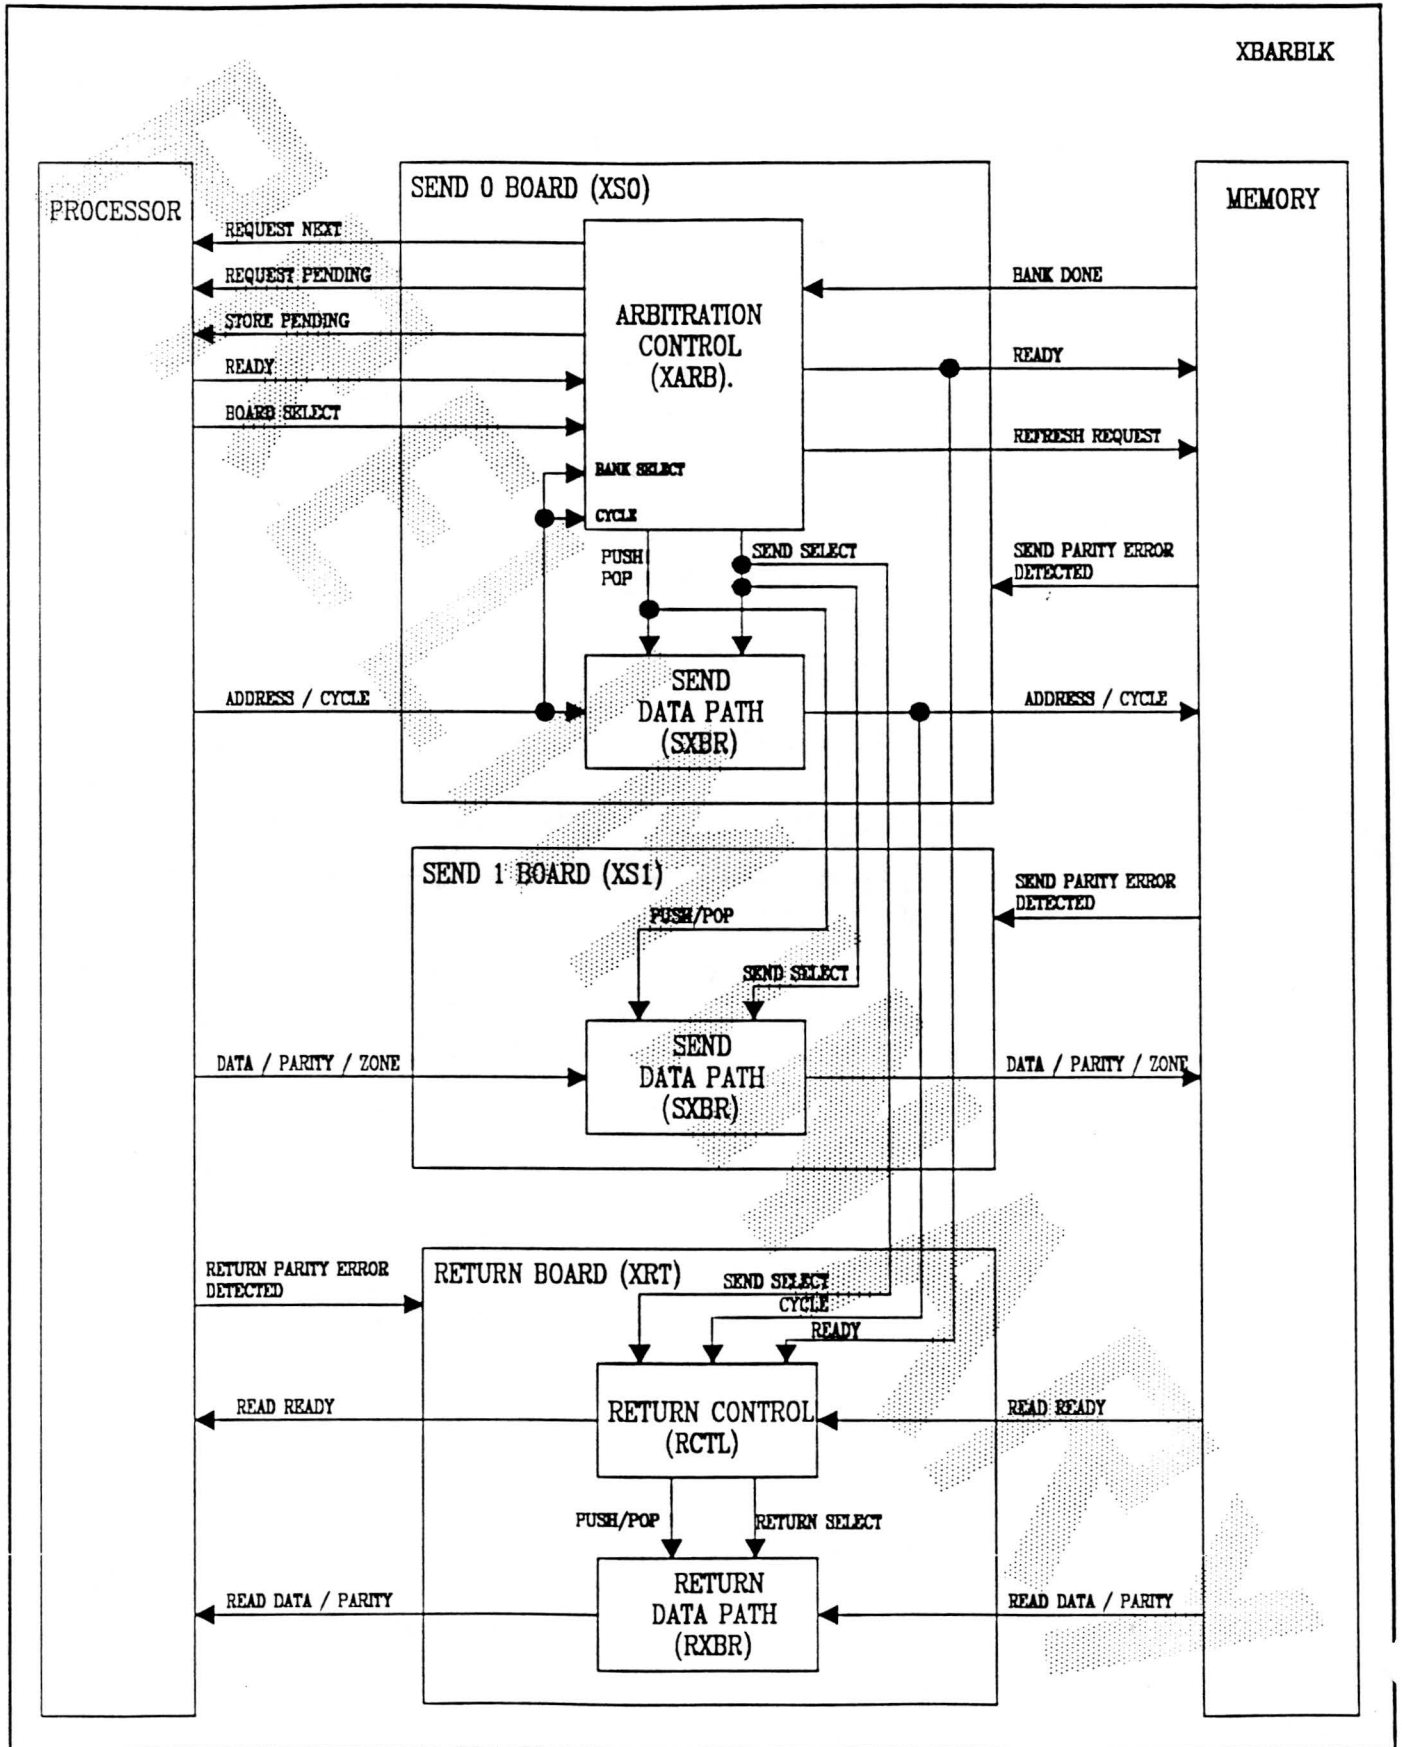 XBARBLK
PROCESSOR
SEND 0 BOARD (XS0)
MEMORY
REQUEST NEXT
REQUEST PENDING
STORE PENDING
READY
BOARD SELECT
ARBITRATION
CONTROL
(XARB).
BANK SELECT
CYCLE
BANK DONE
READY
REFRESH REQUEST
PUSH
POP
SEND SELECT
SEND PARITY ERROR
DETECTED
ADDRESS / CYCLE
SEND
DATA PATH
(SXBR)
ADDRESS / CYCLE
SEND 1 BOARD (XS1)
SEND PARITY ERROR
DETECTED
PUSH/POP
SEND SELECT
DATA / PARITY / ZONE
SEND
DATA PATH
(SXBR)
DATA / PARITY / ZONE
RETURN PARITY ERROR
DETECTED
RETURN BOARD (XRT)
SEND SELECT
CYCLE
READY
READ READY
RETURN CONTROL
(RCTL)
READ READY
PUSH/POP
RETURN SELECT
READ DATA / PARITY
RETURN
DATA PATH
(RXBR)
READ DATA / PARITY
PRELIMINARY